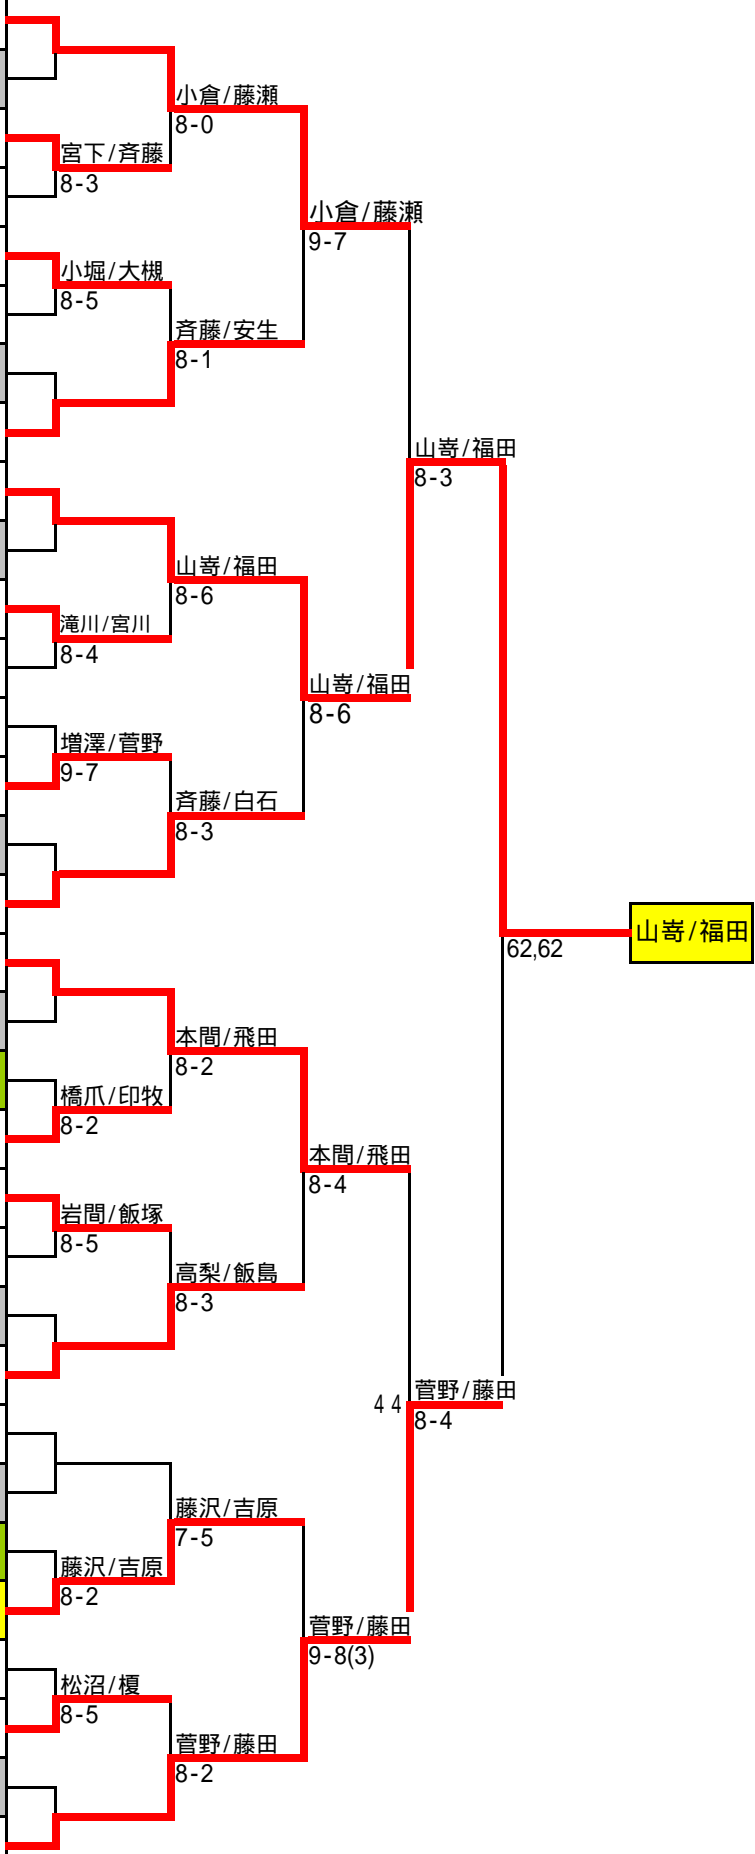 小倉/藤瀬
8-0
宮下/斉藤
8-3
小倉/藤瀬
9-7
小堀/大槻
8-5
斉藤/安生
8-1
山嵜/福田
8-3
山嵜/福田
8-6
滝川/宮川
8-4
山嵜/福田
8-6
増澤/菅野
9-7
斉藤/白石
8-3
山嵜/福田
62,62
本間/飛田
8-2
橋爪/印牧
8-2
本間/飛田
8-4
岩間/飯塚
8-5
高梨/飯島
8-3
菅野/藤田
4 4
8-4
藤沢/吉原
7-5
藤沢/吉原
8-2
菅野/藤田
9-8(3)
松沼/榎
8-5
菅野/藤田
8-2